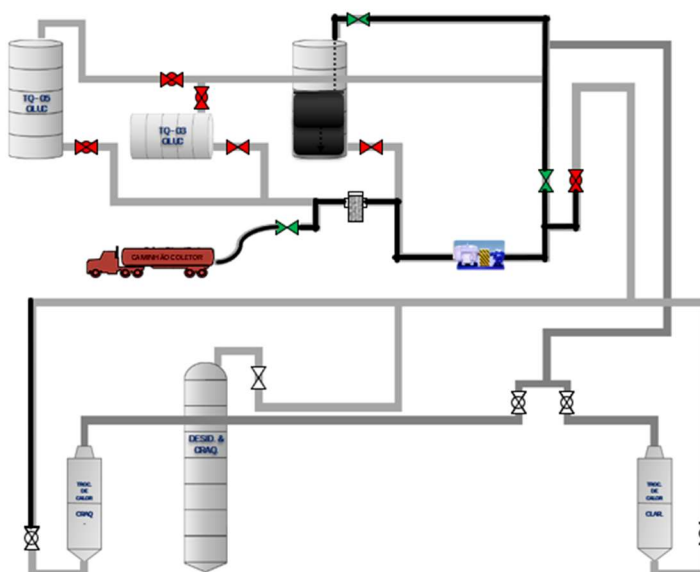 TQ-05
OLUC
TQ-03
OLUC
CAMINHÃO COLETOR
DESID. &
CRAQ.
TROC.
DE
CALOR
CRAQ
TROC.
DE
CALOR
CLAR.